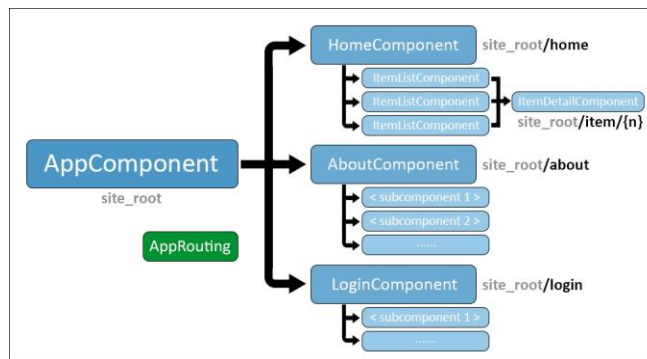 HomeComponent site_root/home
ItemListComponent
ItemListComponent ItemDetailComponent
ItemListComponent site_root/item/{n}
AppComponent
site_root
AppRouting
AboutComponent site_root/about
< subcomponent 1 >
< subcomponent 2 >
......
LoginComponent site_root/login
< subcomponent 1 >
......